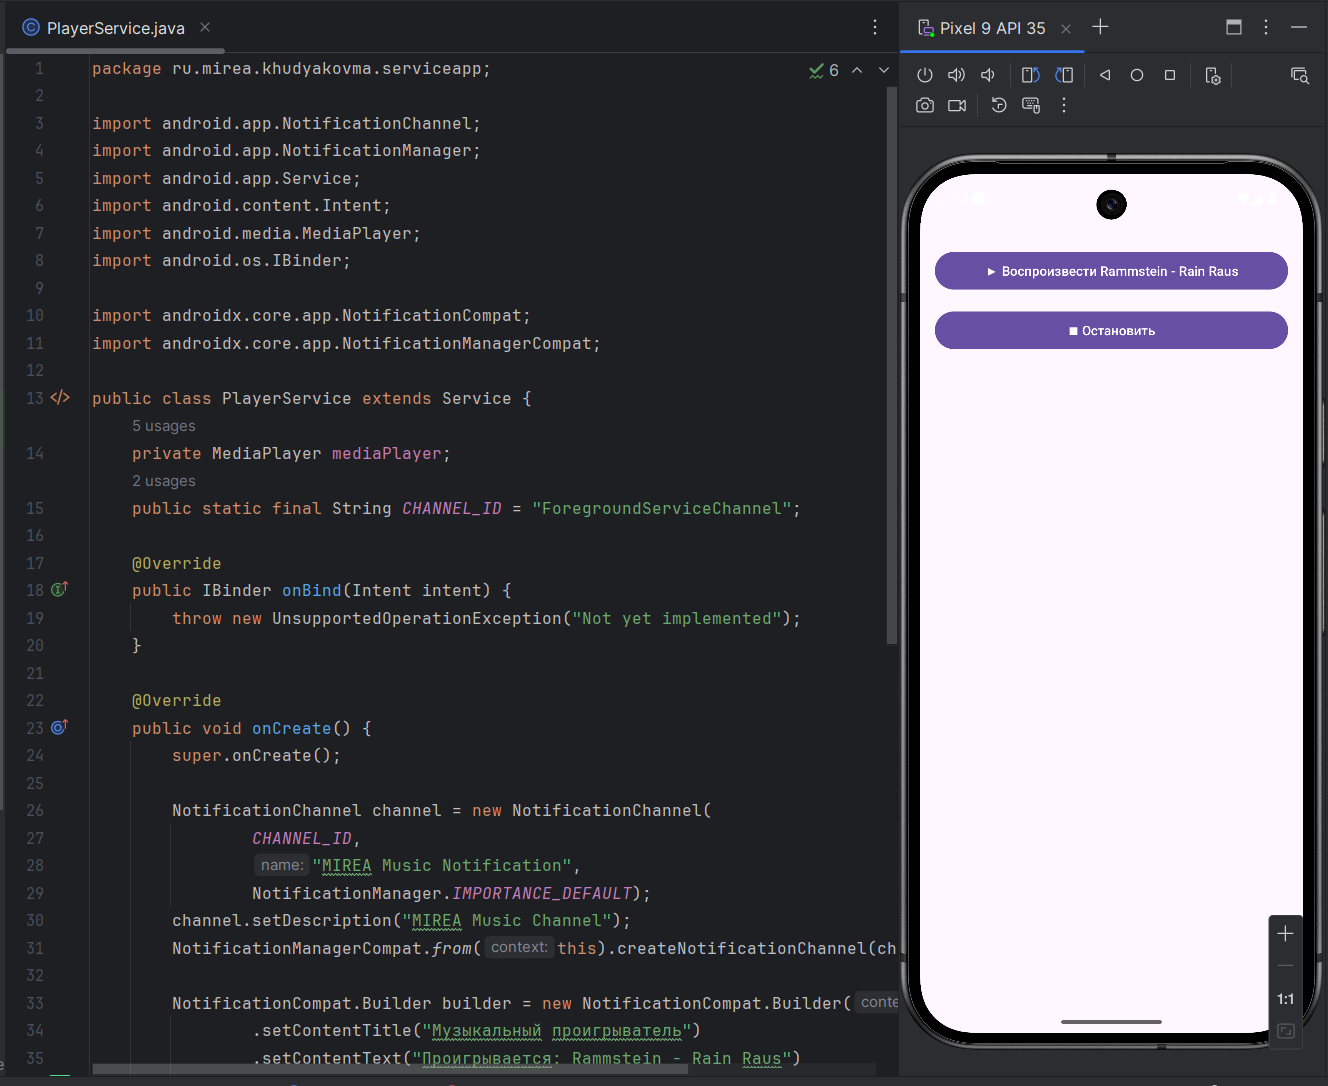 PlayerService.java
6
1 package ru.mirea.khudyakovma.serviceapp;
2
3 import android.app.NotificationChannel;
4 import android.app.NotificationManager;
5 import android.app.Service;
6 import android.content.Intent;
7 import android.media.MediaPlayer;
8 import android.os.IBinder;
9
10 import androidx.core.app.NotificationCompat;
11 import androidx.core.app.NotificationManagerCompat;
12
13 public class PlayerService extends Service {
5 usages
14 private MediaPlayer mediaPlayer;
2 usages
15 public static final String CHANNEL_ID = "ForegroundServiceChannel";
16
17 @Override
18 public IBinder onBind(Intent intent) {
19 throw new UnsupportedOperationException("Not yet implemented");
20 }
21
22 @Override
23 public void onCreate() {
24 super.onCreate();
25
26 NotificationChannel channel = new NotificationChannel(
27 CHANNEL_ID,
28 name: "MIREA Music Notification",
29 NotificationManager.IMPORTANCE_DEFAULT);
30 channel.setDescription("MIREA Music Channel");
31 NotificationManagerCompat.from( context: this).createNotificationChannel(ch
32
33 NotificationCompat.Builder builder = new NotificationCompat.Builder( conte
34 .setContentTitle("Музыкальный проигрыватель")
35 .setContentText("Проигрывается: Rammstein - Rain Raus")
Pixel 9 API 35
► Воспроизвести Rammstein - Rain Raus
■ Остановить
1:1